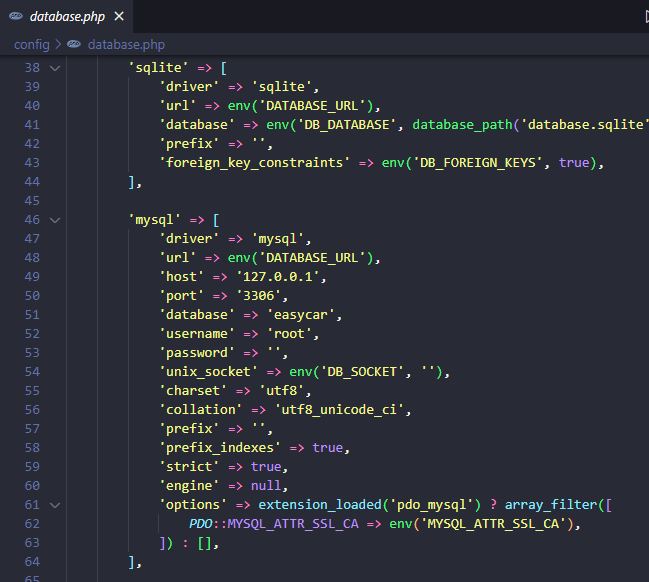 database.php
config > database.php
38 'sqlite' => [
39 'driver' => 'sqlite',
40 'url' => env('DATABASE_URL'),
41 'database' => env('DB_DATABASE', database_path('database.sqlite'
42 'prefix' => '',
43 'foreign_key_constraints' => env('DB_FOREIGN_KEYS', true),
44 ],
45
46 'mysql' => [
47 'driver' => 'mysql',
48 'url' => env('DATABASE_URL'),
49 'host' => '127.0.0.1',
50 'port' => '3306',
51 'database' => 'easycar',
52 'username' => 'root',
53 'password' => '',
54 'unix_socket' => env('DB_SOCKET', ''),
55 'charset' => 'utf8',
56 'collation' => 'utf8_unicode_ci',
57 'prefix' => '',
58 'prefix_indexes' => true,
59 'strict' => true,
60 'engine' => null,
61 'options' => extension_loaded('pdo_mysql') ? array_filter([
62 PDO::MYSQL_ATTR_SSL_CA => env('MYSQL_ATTR_SSL_CA'),
63 ]) : [],
64 ],
65